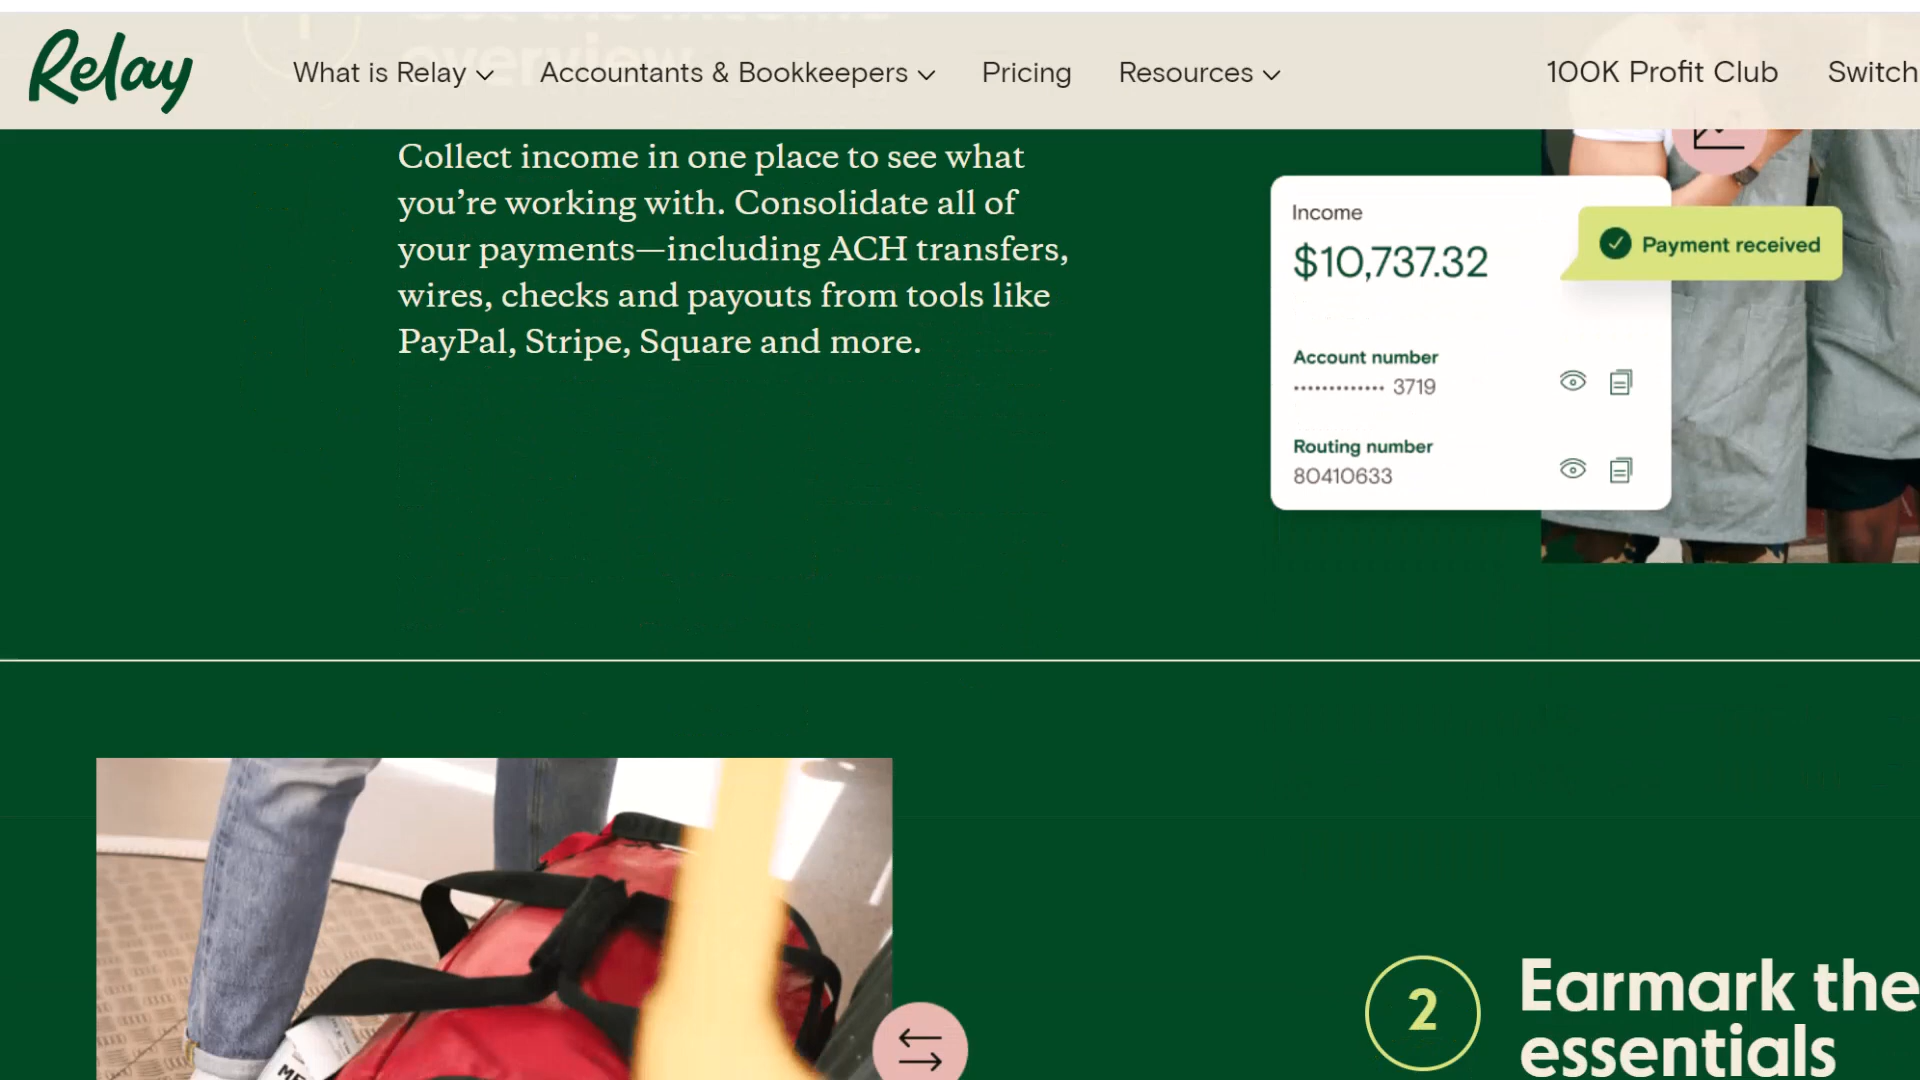 Relay
What is Relay
Accountants & Bookkeepers
Pricing
Resources
100K Profit Club
Switch
overview
Collect income in one place to see what
you’re working with. Consolidate all of
your payments—including ACH transfers,
wires, checks and payouts from tools like
PayPal, Stripe, Square and more.
Income
$10,737.32
Payment received
Account number
••••••••••••• 3719
Routing number
80410633
2
Earmark the
essentials